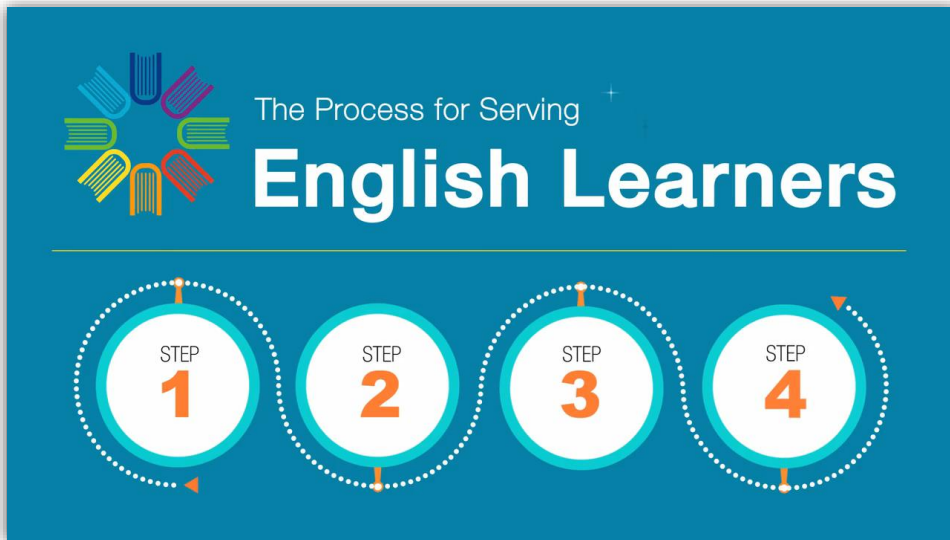 The Process for Serving
English Learners
STEP
1
STEP
2
STEP
3
STEP
4